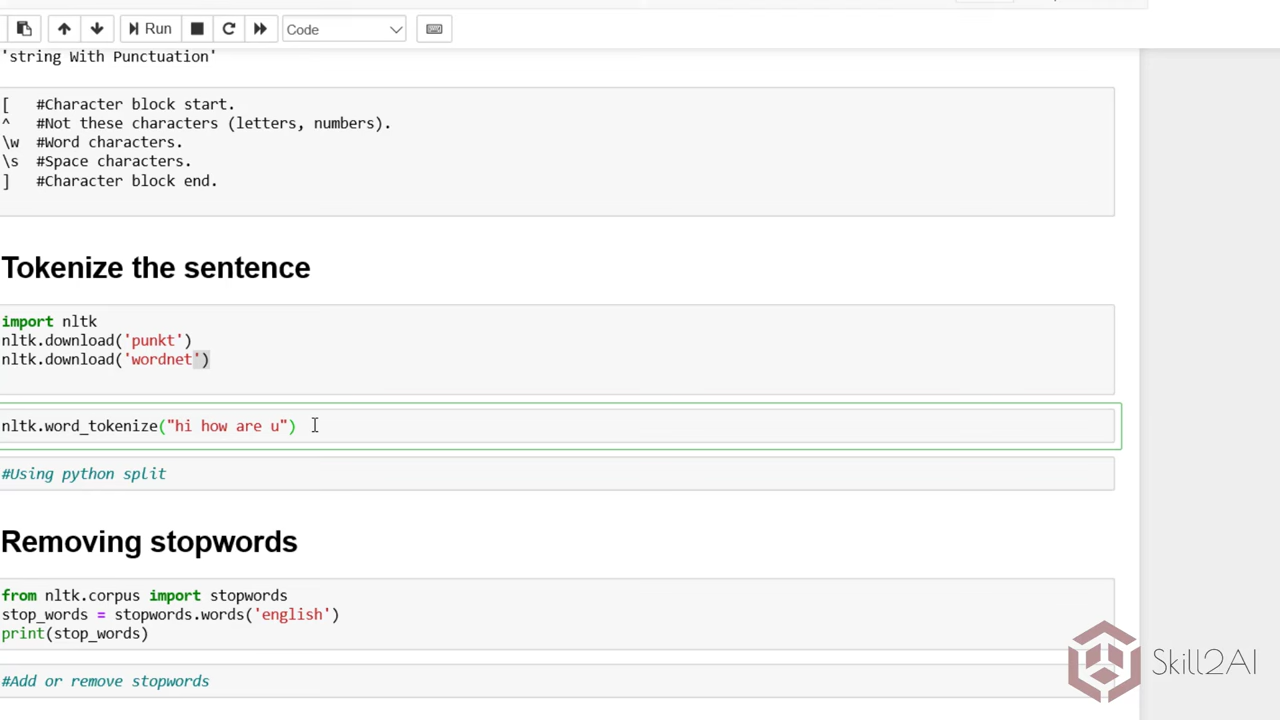 Run
Code
'string With Punctuation'
[ #Character block start.
^ #Not these characters (letters, numbers).
\w #Word characters.
\s #Space characters.
] #Character block end.
Tokenize the sentence
import nltk
nltk.download('punkt')
nltk.download('wordnet')
nltk.word_tokenize("hi how are u")
#Using python split
Removing stopwords
from nltk.corpus import stopwords
stop_words = stopwords.words('english')
print(stop_words)
#Add or remove stopwords
Skill2AI